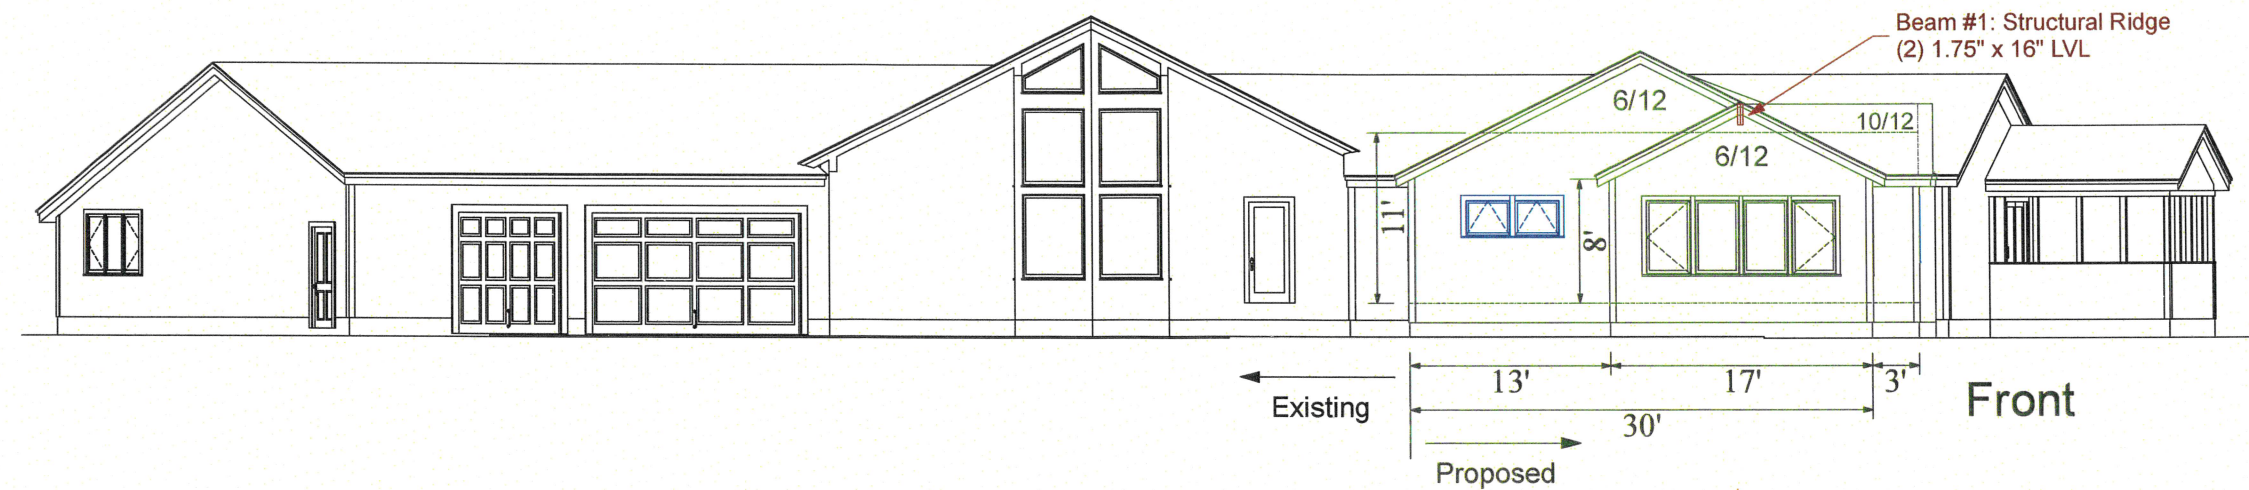 Beam #1: Structural Ridge
(2) 1.75" x 16" LVL
6/12
10/12
6/12
11'
8'
13'
17'
3'
Existing
30'
Front
Proposed